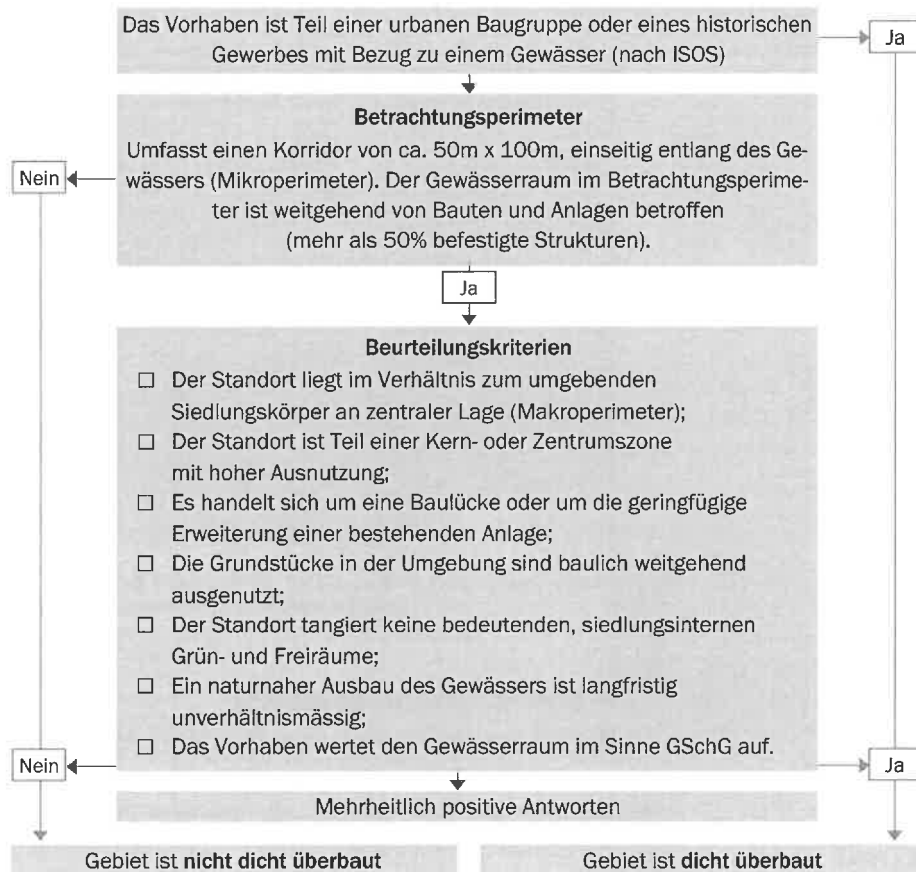 Das Vorhaben ist Teil einer urbanen Baugruppe oder eines historischen
Gewerbes mit Bezug zu einem Gewässer (nach ISOS)
Ja
Betrachtungsperimeter
Umfasst einen Korridor von ca. 50m x 100m, einseitig entlang des Ge-
wässers (Mikroperimeter). Der Gewässerraum im Betrachtungsperime-
ter ist weitgehend von Bauten und Anlagen betroffen
(mehr als 50% befestigte Strukturen).
Nein
Ja
Beurteilungskriterien
☐ Der Standort liegt im Verhältnis zum umgebenden
Siedlungskörper an zentraler Lage (Makroperimeter);
☐ Der Standort ist Teil einer Kern- oder Zentrumszone
mit hoher Ausnutzung;
☐ Es handelt sich um eine Baulücke oder um die geringfügige
Erweiterung einer bestehenden Anlage;
☐ Die Grundstücke in der Umgebung sind baulich weitgehend
ausgenutzt;
☐ Der Standort tangiert keine bedeutenden, siedlungsinternen
Grün- und Freiräume;
☐ Ein naturnaher Ausbau des Gewässers ist langfristig
unverhältnismässig;
☐ Das Vorhaben wertet den Gewässerraum im Sinne GSchG auf.
Nein
Ja
Mehrheitlich positive Antworten
Gebiet ist nicht dicht überbaut
Gebiet ist dicht überbaut